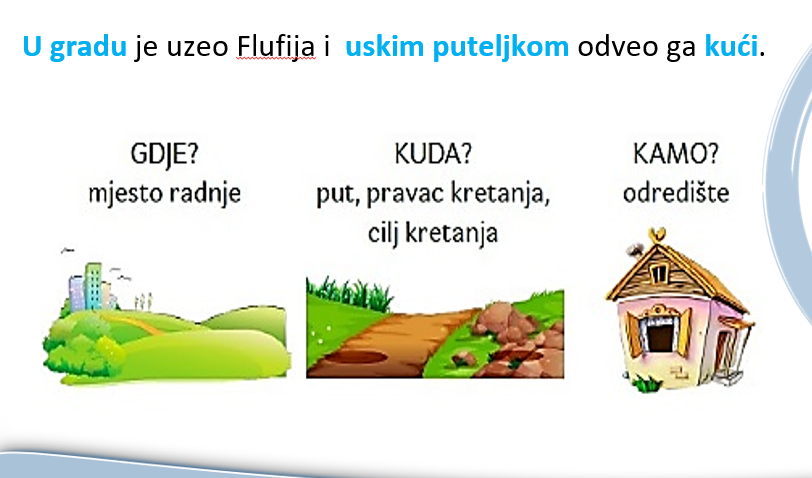 U gradu je uzeo Flufija i uskim puteljkom odveo ga kući.
GDJE?
mjesto radnje
KUDA?
put, pravac kretanja,
cilj kretanja
KAMO?
odredište